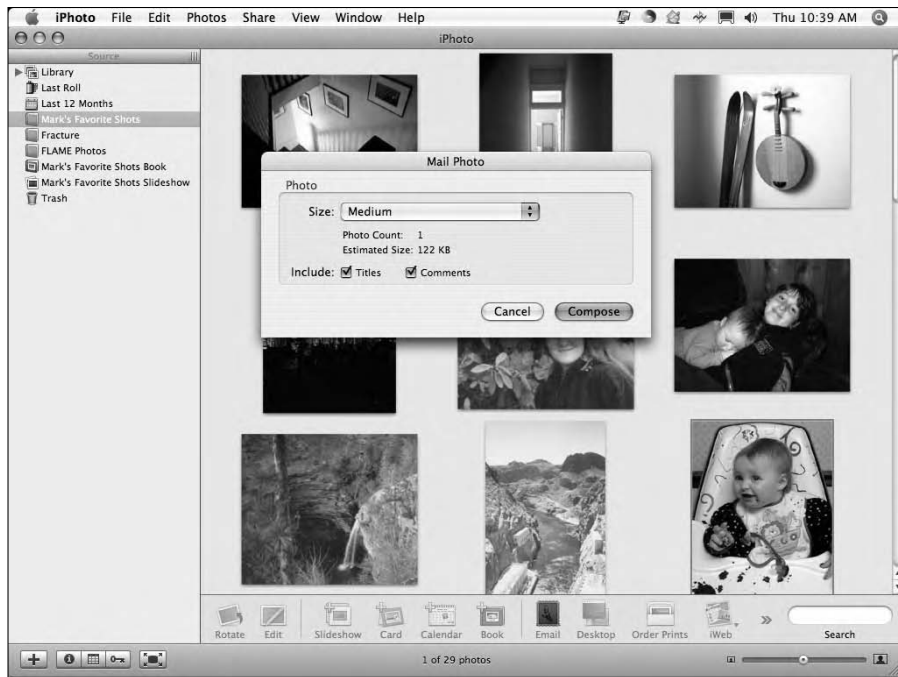 iPhoto File Edit Photos Share View Window Help Thu 10:39 AM
iPhoto
Source
Library
Last Roll
Last 12 Months
Mark's Favorite Shots
Fracture
FLAME Photos
Mark's Favorite Shots Book
Mark's Favorite Shots Slideshow
Trash
Mail Photo
Photo
Size: Medium
Photo Count: 1
Estimated Size: 122 KB
Include: Titles Comments
Cancel Compose
Rotate Edit Slideshow Card Calendar Book Email Desktop Order Prints iWeb Search
1 of 29 photos